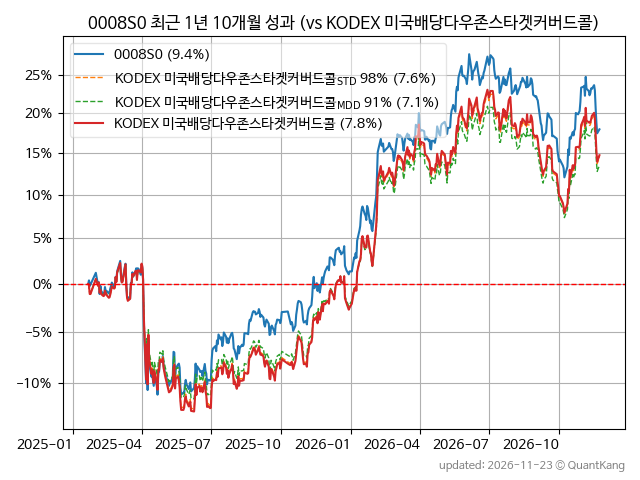 0008S0 최근 1년 10개월 성과 (vs KODEX 미국배당다우존스타겟커버드콜)
0008S0 (9.4%)
KODEX 미국배당다우존스타겟커버드콜STD 98% (7.6%)
KODEX 미국배당다우존스타겟커버드콜MDD 91% (7.1%)
KODEX 미국배당다우존스타겟커버드콜 (7.8%)
25%
20%
15%
10%
5%
0%
−5%
−10%
2025-01 2025-04 2025-07 2025-10 2026-01 2026-04 2026-07 2026-10
updated: 2026-11-23 ⓒ QuantKang